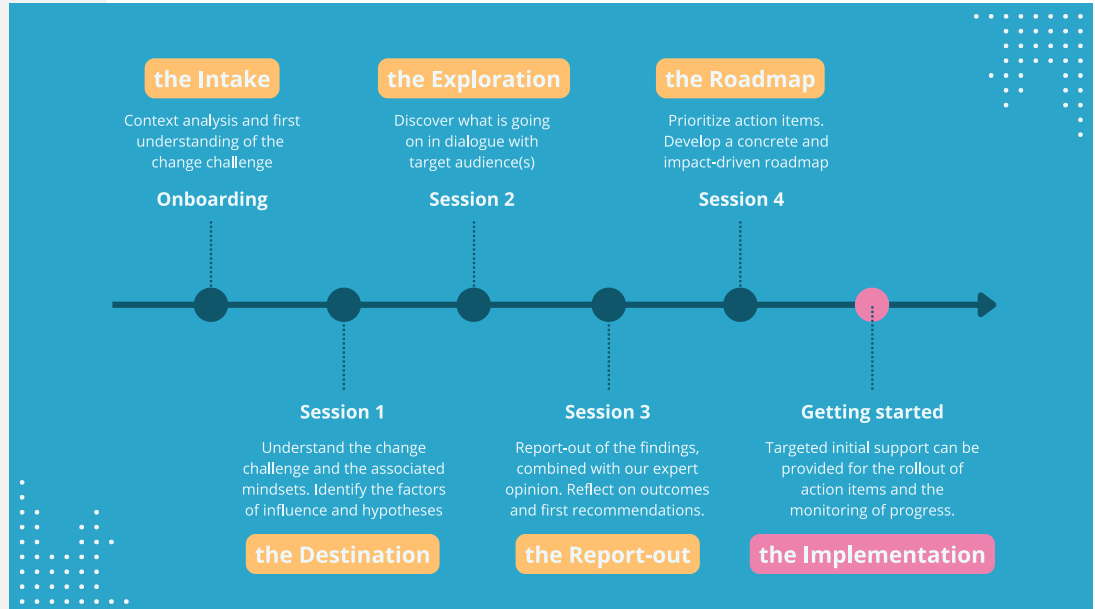 the Intake
Context analysis and first
understanding of the
change challenge
Onboarding
the Exploration
Discover what is going
on in dialogue with
target audience(s)
Session 2
the Roadmap
Prioritize action items.
Develop a concrete and
impact-driven roadmap
Session 4
Session 1
Understand the change
challenge and the associated
mindsets. Identify the factors
of influence and hypotheses
the Destination
Session 3
Report-out of the findings,
combined with our expert
opinion. Reflect on outcomes
and first recommendations.
the Report-out
Getting started
Targeted initial support can be
provided for the rollout of
action items and the
monitoring of progress.
the Implementation